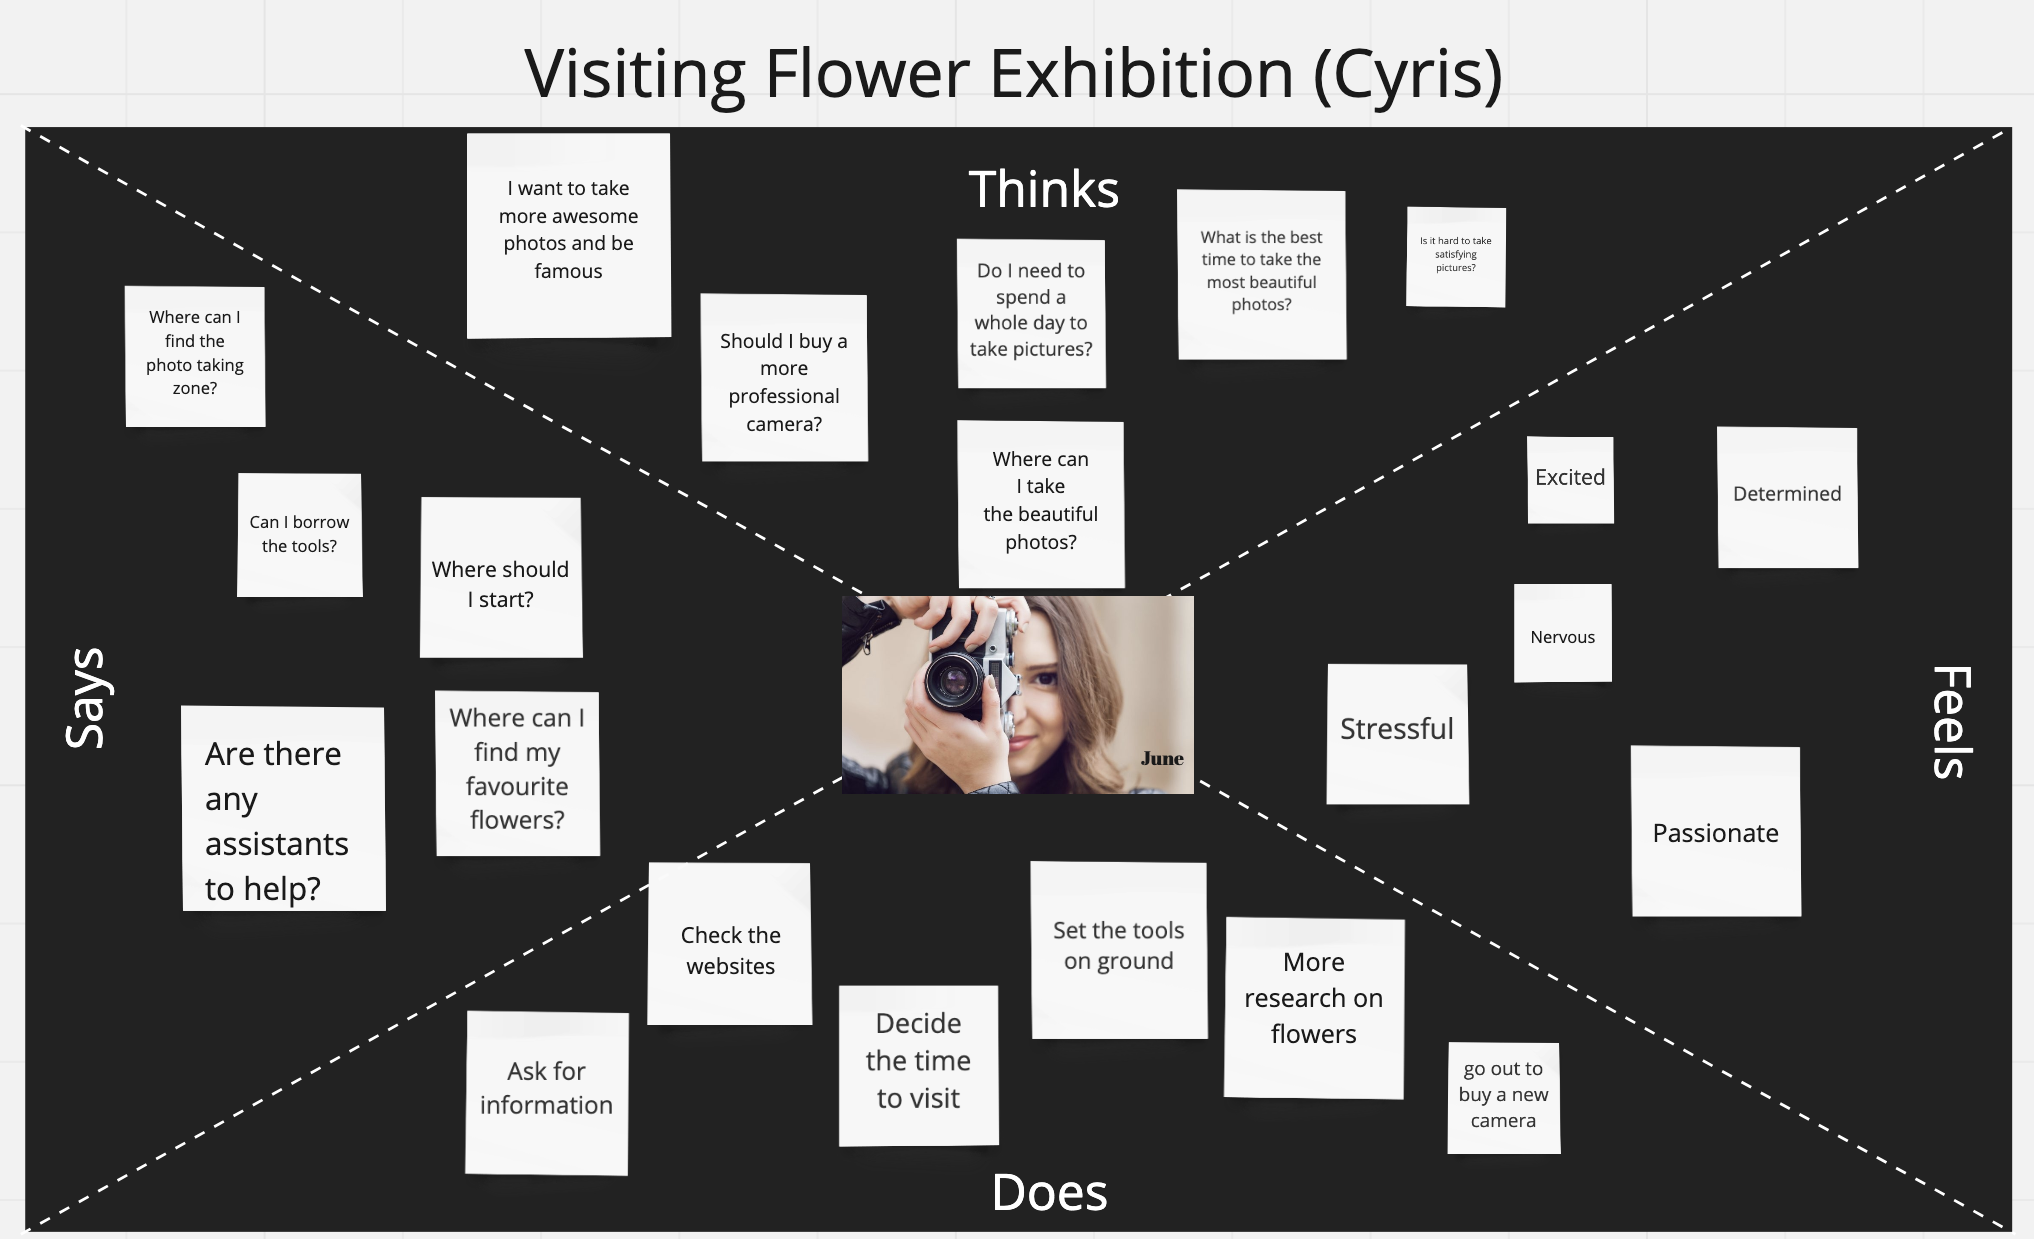 Visiting Flower Exhibition (Cyris)
Thinks
I want to take
more awesome
photos and be
famous
Should I buy a
more
professional
camera?
Do I need to
spend a
whole day to
take pictures?
What is the best
time to take the
most beautiful
photos?
Is it hard to take
satisfying
pictures?
Where can
I take
the beautiful
photos?
Says
Where can I
find the
photo taking
zone?
Can I borrow
the tools?
Where should
I start?
Are there
any
assistants
to help?
Where can I
find my
favourite
flowers?
June
Feels
Excited
Determined
Nervous
Stressful
Passionate
Check the
websites
Ask for
information
Decide
the time
to visit
Set the tools
on ground
More
research on
flowers
go out to
buy a new
camera
Does